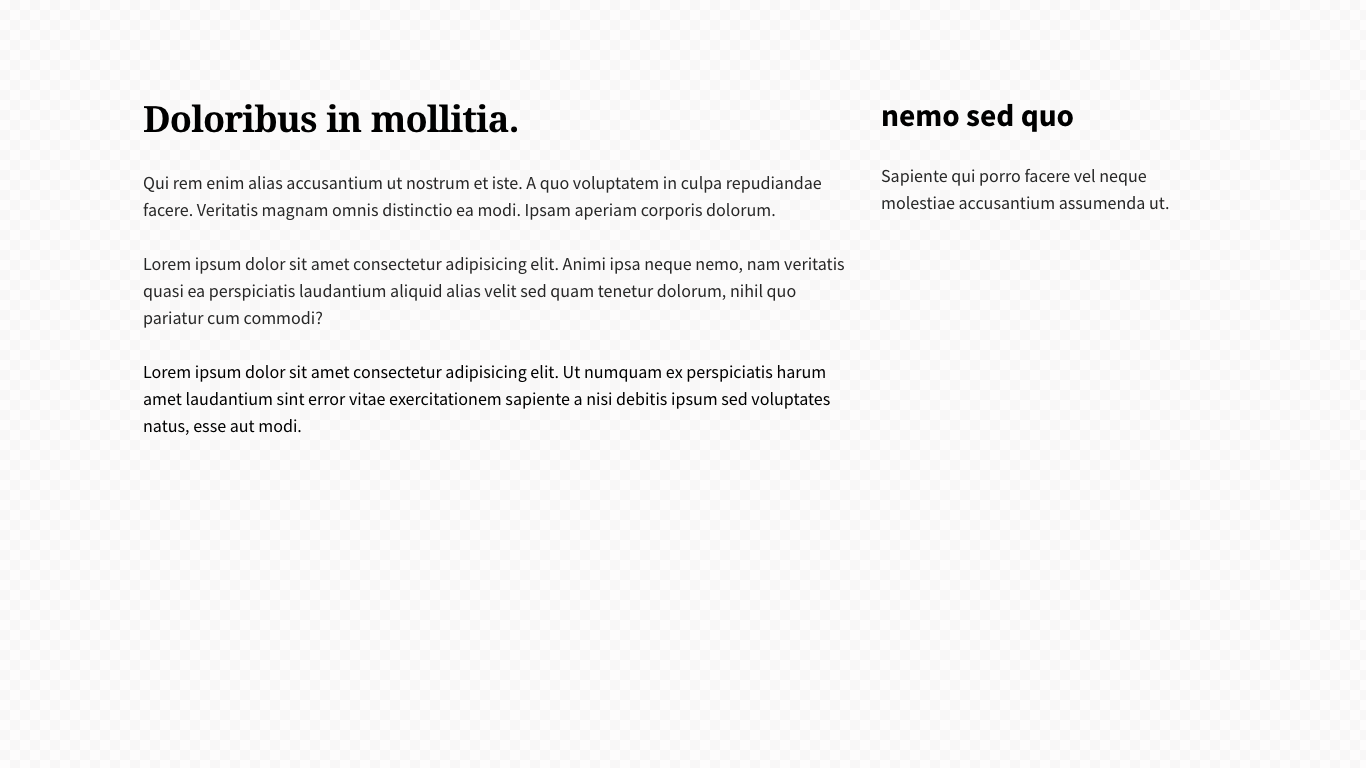 Doloribus in mollitia.
Qui rem enim alias accusantium ut nostrum et iste. A quo voluptatem in culpa repudiandae
facere. Veritatis magnam omnis distinctio ea modi. Ipsam aperiam corporis dolorum.
Lorem ipsum dolor sit amet consectetur adipisicing elit. Animi ipsa neque nemo, nam veritatis
quasi ea perspiciatis laudantium aliquid alias velit sed quam tenetur dolorum, nihil quo
pariatur cum commodi?
Lorem ipsum dolor sit amet consectetur adipisicing elit. Ut numquam ex perspiciatis harum
amet laudantium sint error vitae exercitationem sapiente a nisi debitis ipsum sed voluptates
natus, esse aut modi.
nemo sed quo
Sapiente qui porro facere vel neque
molestiae accusantium assumenda ut.